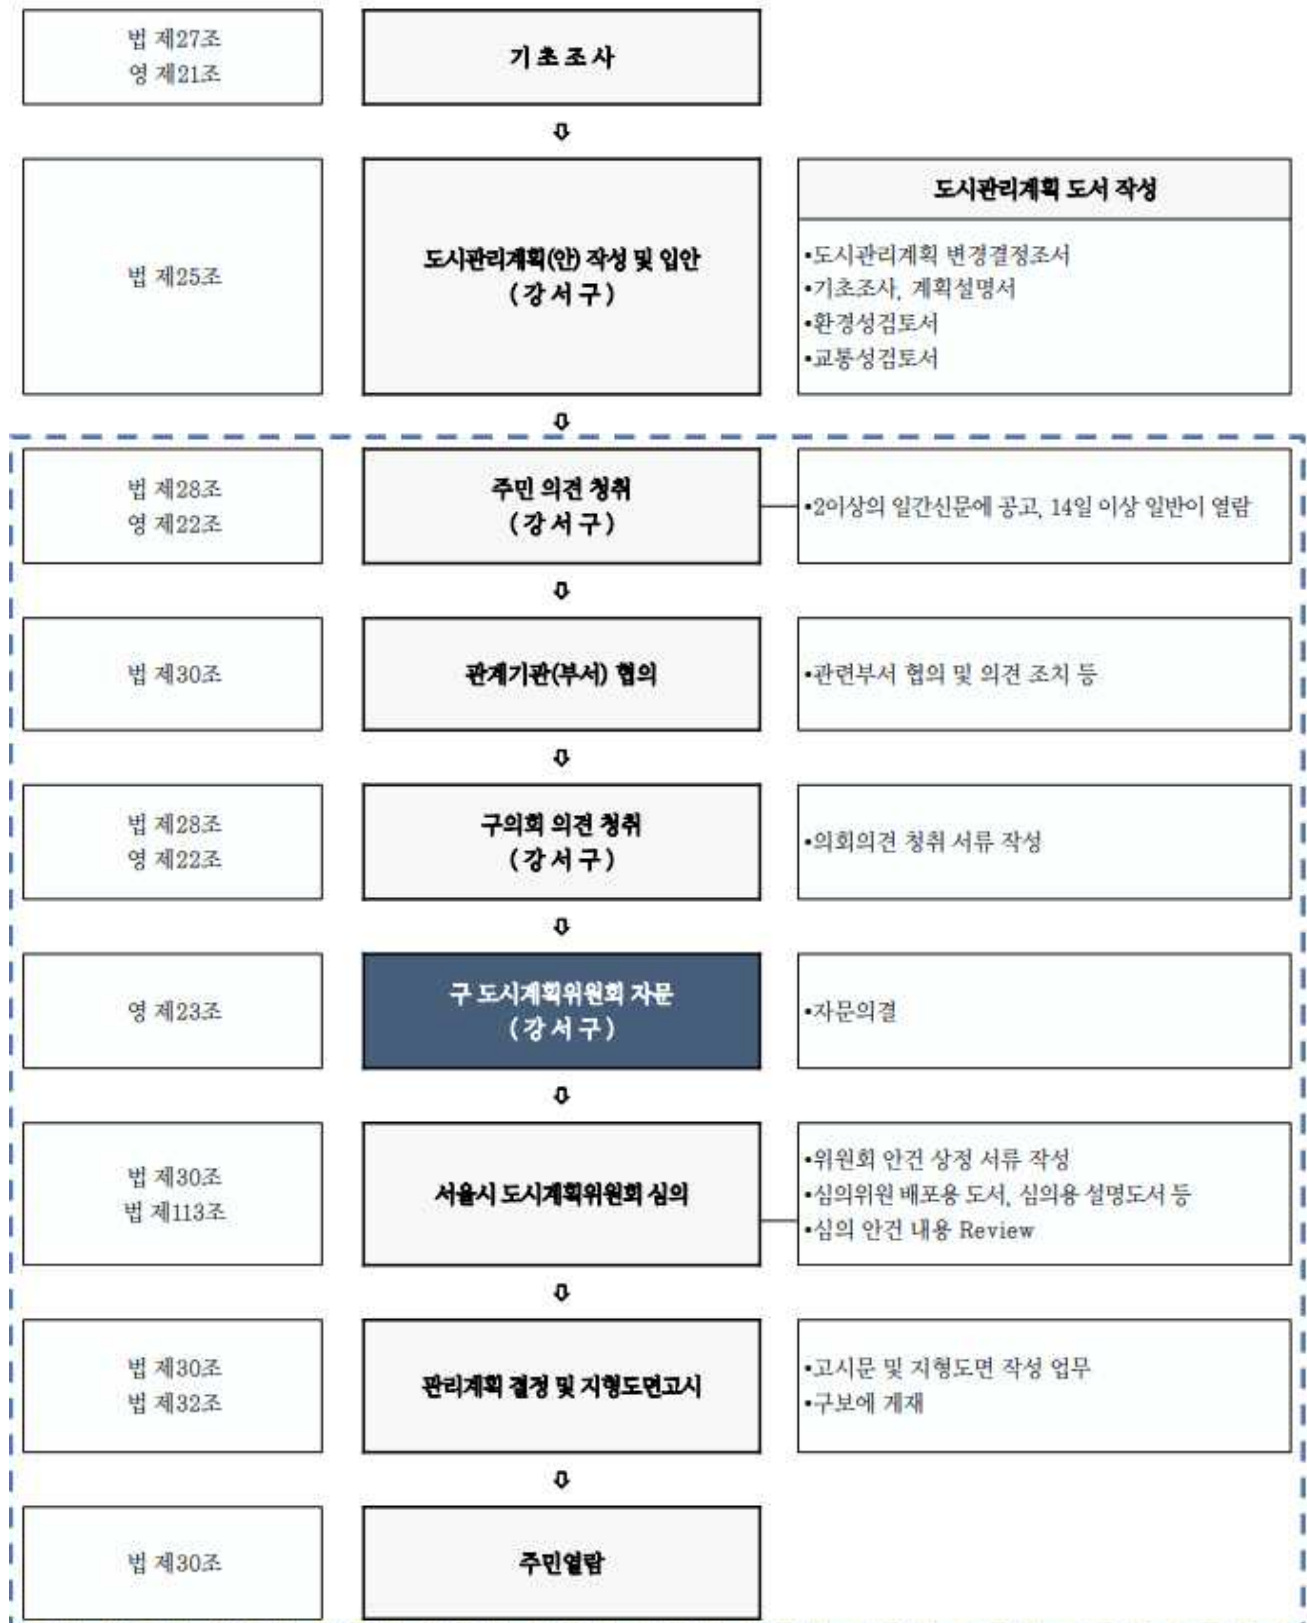 법 제27조
영 제21조
기 초 조 사
⇩
법 제25조
도시관리계획(안) 작성 및 입안
( 강 서 구 )
도시관리계획 도서 작성
•도시관리계획 변경결정조서
•기초조사, 계획설명서
•환경성검토서
•교통성검토서
⇩
법 제28조
영 제22조
주민 의견 청취
( 강 서 구 )
•2이상의 일간신문에 공고, 14일 이상 일반이 열람
⇩
법 제30조
관계기관(부서) 협의
•관련부서 협의 및 의견 조치 등
⇩
법 제28조
영 제22조
구의회 의견 청취
( 강 서 구 )
•의회의견 청취 서류 작성
⇩
영 제23조
구 도시계획위원회 자문
( 강 서 구 )
•자문의결
⇩
법 제30조
법 제113조
서울시 도시계획위원회 심의
•위원회 안건 상정 서류 작성
•심의위원 배포용 도서, 심의용 설명도서 등
•심의 안건 내용 Review
⇩
법 제30조
법 제32조
관리계획 결정 및 지형도면고시
•고시문 및 지형도면 작성 업무
•구보에 게재
⇩
법 제30조
주민열람